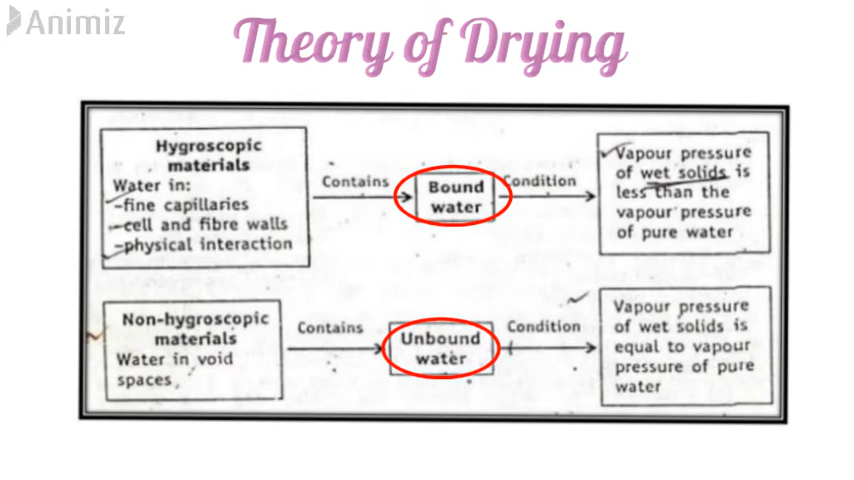 Animiz
Theory of Drying
Hygroscopic
materials
Water in:
-fine capillaries
-cell and fibre walls
-physical interaction
Contains
Bound
water
Condition
Vapour pressure
of wet solids is
less than the
vapour pressure
of pure water
Non-hygroscopic
materials
Water in void
spaces
Contains
Unbound
water
Condition
Vapour pressure
of wet solids is
equal to vapour
pressure of pure
water